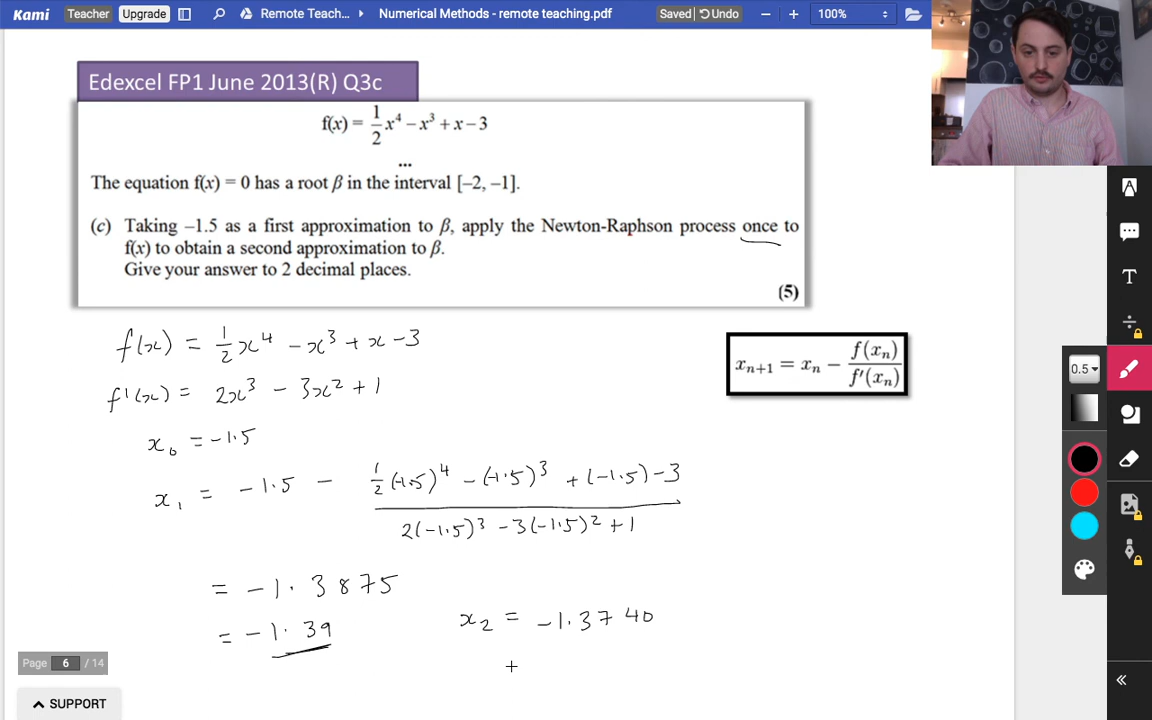 Kami Teacher Upgrade Remote Teach... Numerical Methods - remote teaching.pdf Saved Undo − + 100%
Edexcel FP1 June 2013(R) Q3c
f(x) = 1/2 x⁴ – x³ + x – 3
...
The equation f(x) = 0 has a root β in the interval [–2, –1].
(c) Taking –1.5 as a first approximation to β, apply the Newton-Raphson process once to
f(x) to obtain a second approximation to β.
Give your answer to 2 decimal places.
(5)
f(x) = 1/2 x⁴ - x³ + x - 3
xₙ₊₁ = xₙ − f(xₙ)/f′(xₙ)
f'(x) = 2x³ - 3x² + 1
x₀ = -1.5
x₁ = -1.5 - (1/2(-1.5)⁴ - (-1.5)³ + (-1.5) - 3)/(2(-1.5)³ - 3(-1.5)² + 1)
= -1.3875
= -1.39
x₂ = -1.3740
0.5
T
Page 6 / 14
SUPPORT